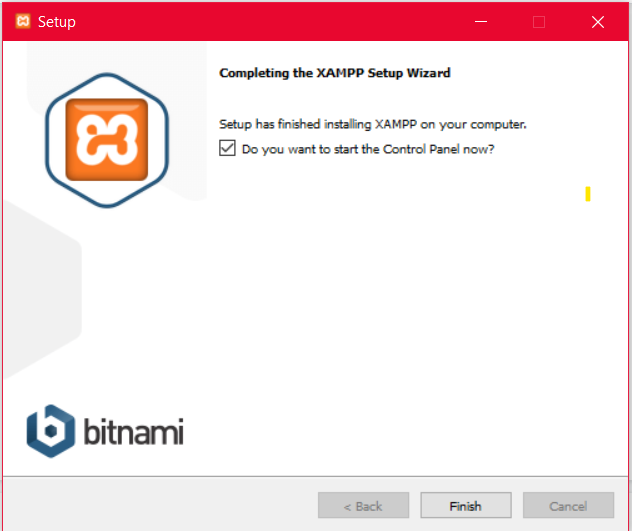 Setup
Completing the XAMPP Setup Wizard
Setup has finished installing XAMPP on your computer.
Do you want to start the Control Panel now?
bitnami
< Back
Finish
Cancel